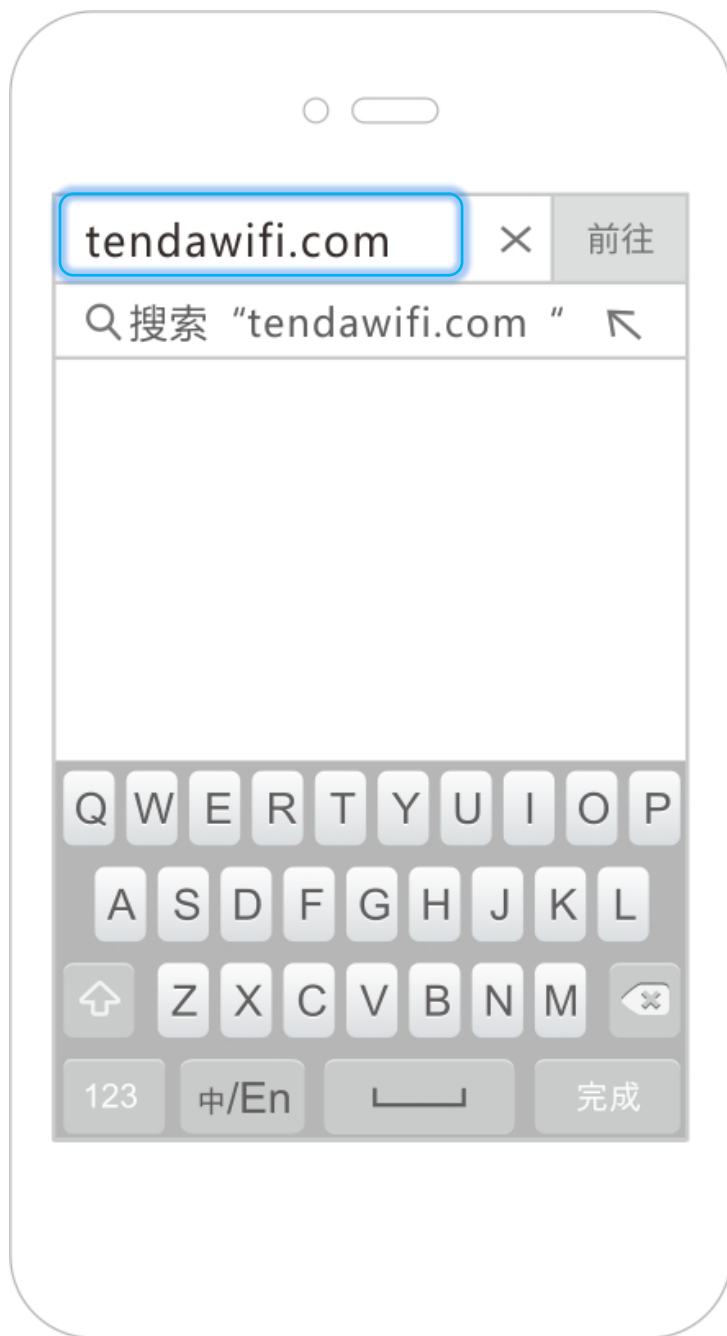 tendawifi.com × 前往
搜索 “tendawifi.com “
Q W E R T Y U I O P
A S D F G H J K L
Z X C V B N M
123 中/En 完成